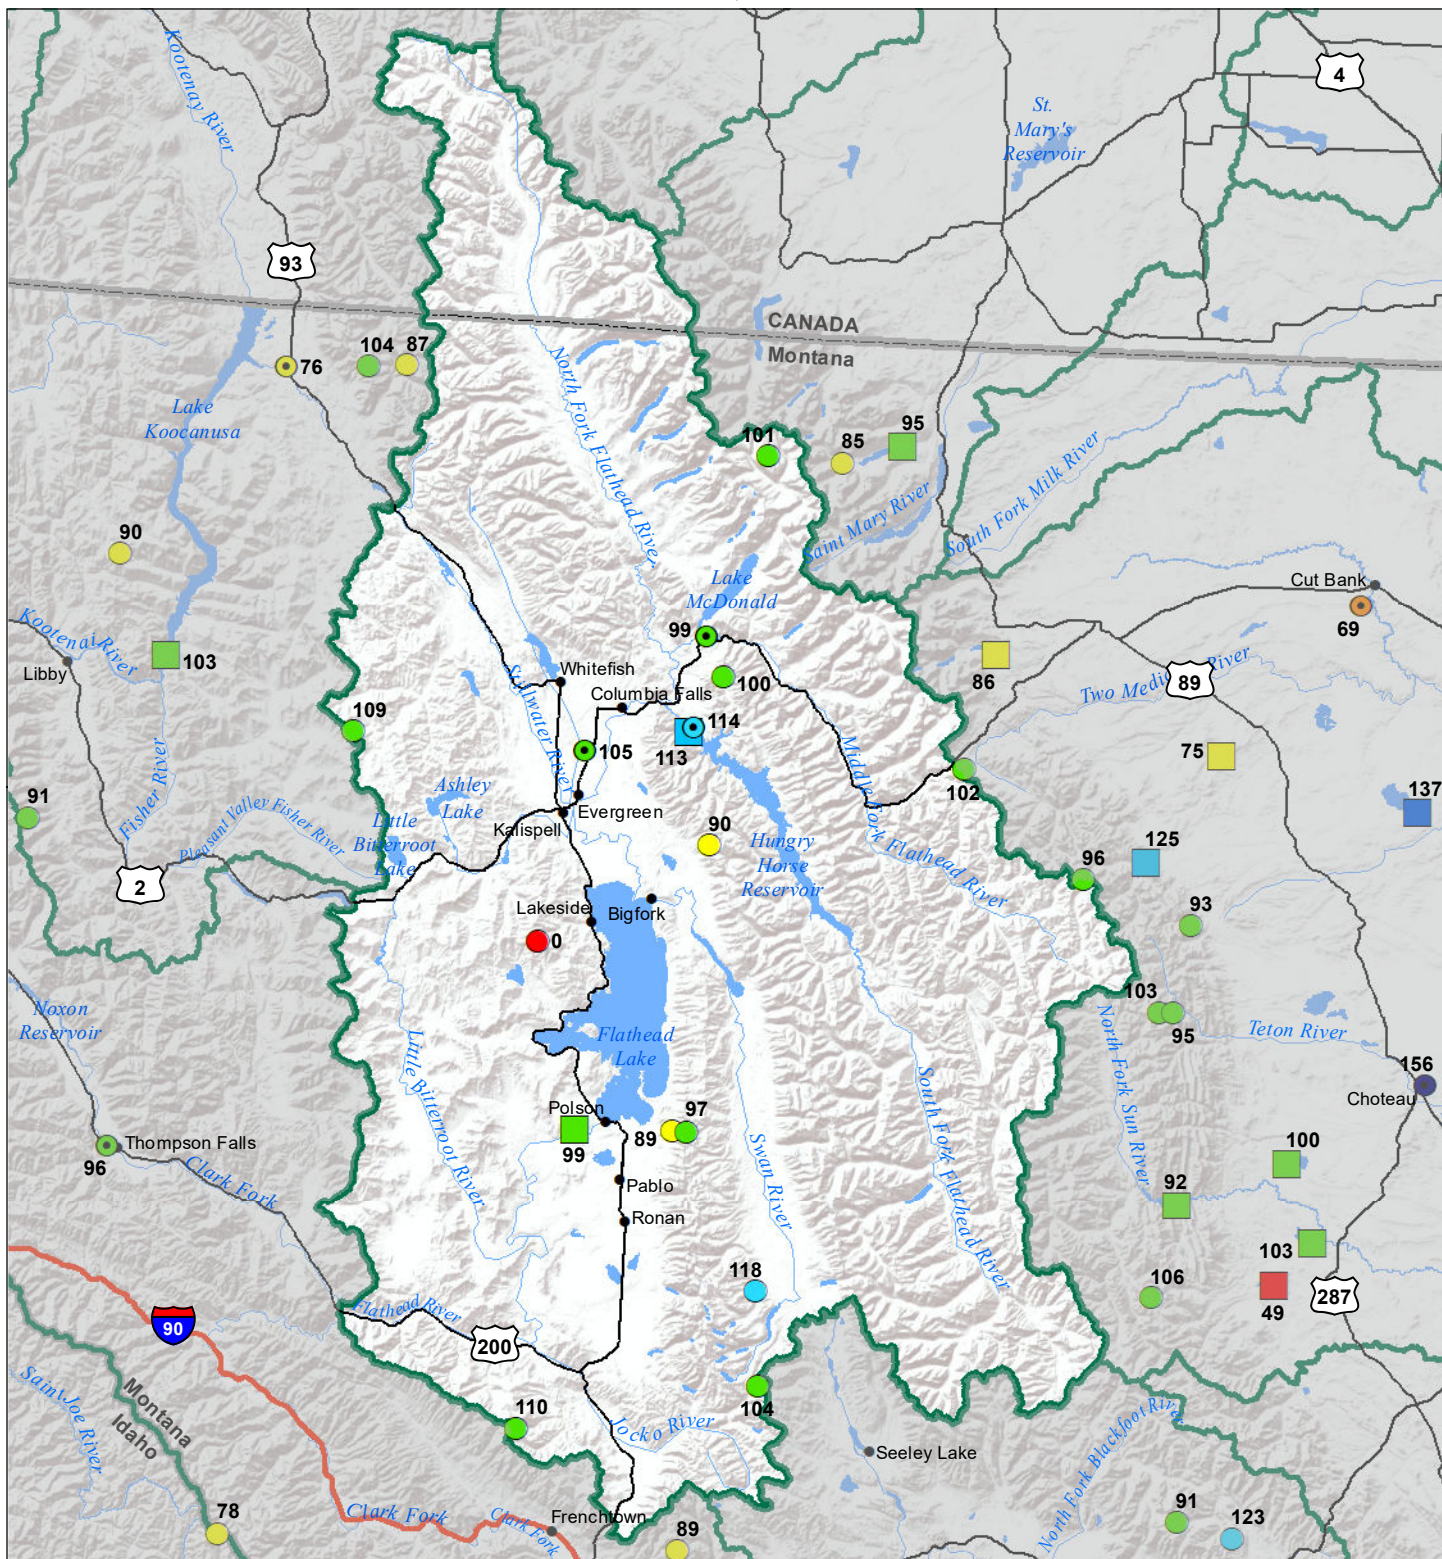 Kootenay River
4
St.
Mary's
Reservoir
93
CANADA
Montana
104
87
76
North Fork Flathead River
Lake
Koocanusa
101
85
95
South Fork Milk River
Saint Mary River
90
Lake
McDonald
Cut Bank
69
Kootenai River
Libby
103
99
Whitefish
100
Columbia Falls
86
Two Medic
River
89
Stillwater River
109
114
113
105
Middle Fork Flathead River
102
75
Fisher River
Ashley
Lake
91
137
Pleasant Valley Fisher River
Little
Bitterroot
Lake
Evergreen
Kalispell
90
Hungry
Horse
Reservoir
125
96
2
Lakeside
Bigfork
93
0
Noxon
Reservoir
103
95
North Fork Sun River
Teton River
Flathead
Lake
Little Bitterroot River
South Fork Flathead River
156
Choteau
Polson
97
89
99
Swan River
Thompson Falls
96
Clark Fork
100
Pablo
92
Ronan
103
118
106
49
287
Flathead River
90
200
Saint Joe River
Montana
Idaho
104
110
Jocko River
Seeley Lake
North Fork Blackfoot River
78
Clark Fork
Clark Fork
Frenchtown
89
91
123